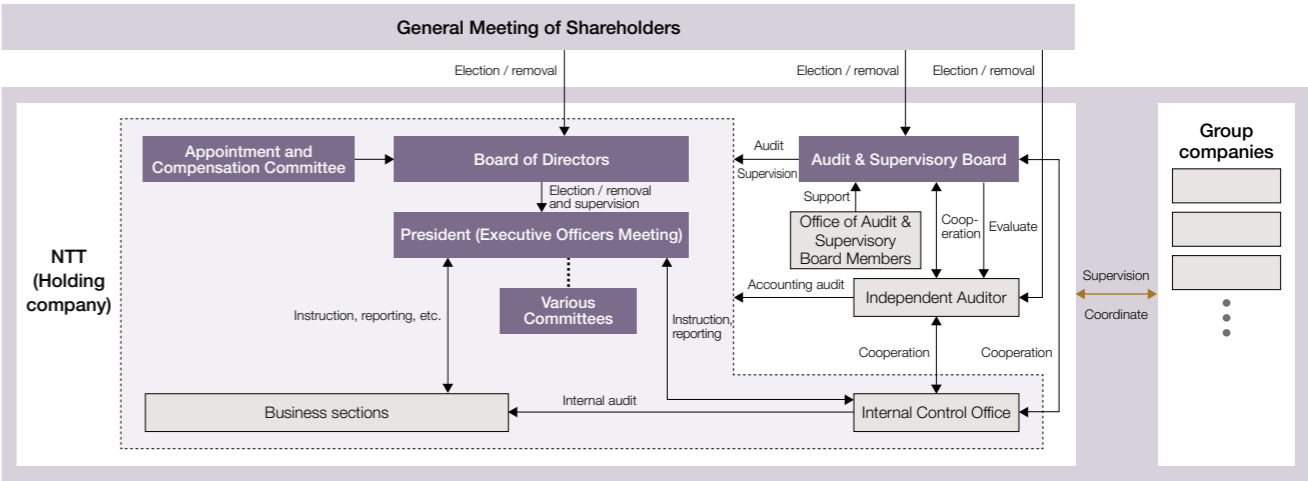 General Meeting of Shareholders
Election / removal
Election / removal
Election / removal
Appointment and
Compensation Committee
Board of Directors
Audit
Supervision
Audit & Supervisory Board
Group
companies
Election / removal
and supervision
Support
Office of Audit &
Supervisory
Board Members
Coop-
eration
Evaluate
NTT
(Holding
company)
President (Executive Officers Meeting)
Various
Committees
Accounting audit
Independent Auditor
Supervision
Coordinate
Instruction, reporting, etc.
Instruction,
reporting
Cooperation
Cooperation
Business sections
Internal audit
Internal Control Office